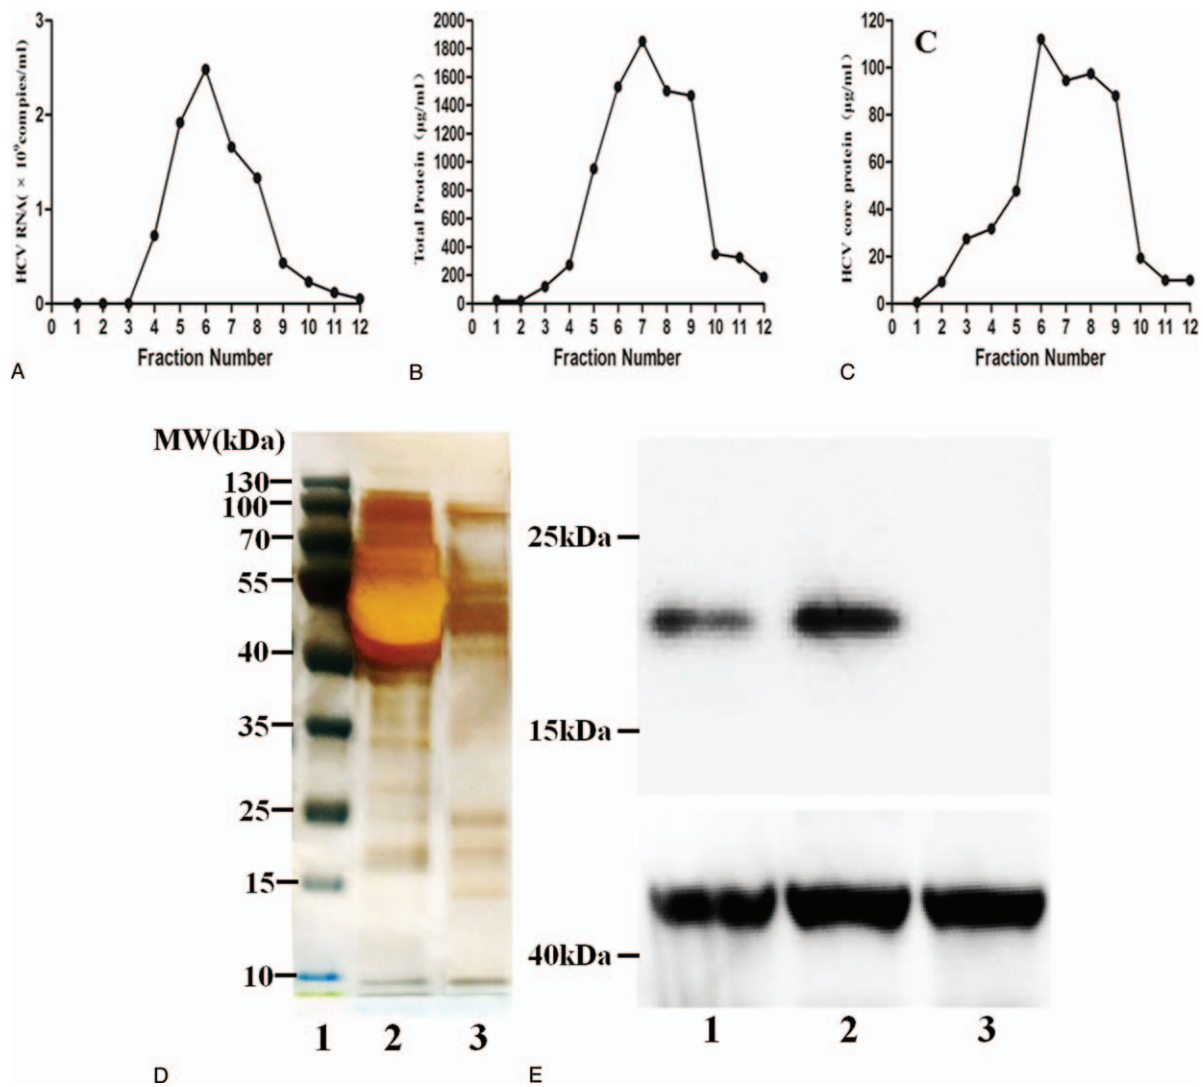 3
2
1
0
HCV RNA( × 10⁹compies/ml)
0 1 2 3 4 5 6 7 8 9 10 11 12
Fraction Number
A
2000
1800
1600
1400
1200
1000
800
600
400
200
0
Total Protein (μg/ml)
0 1 2 3 4 5 6 7 8 9 10 11 12
Fraction Number
B
C
120
100
80
60
40
20
0
HCV core protein (μg/ml)
0 1 2 3 4 5 6 7 8 9 10 11 12
Fraction Number
C
MW(kDa)
130
100
70
55
40
35
25
15
10
1 2 3
D
25kDa
15kDa
40kDa
1 2 3
E